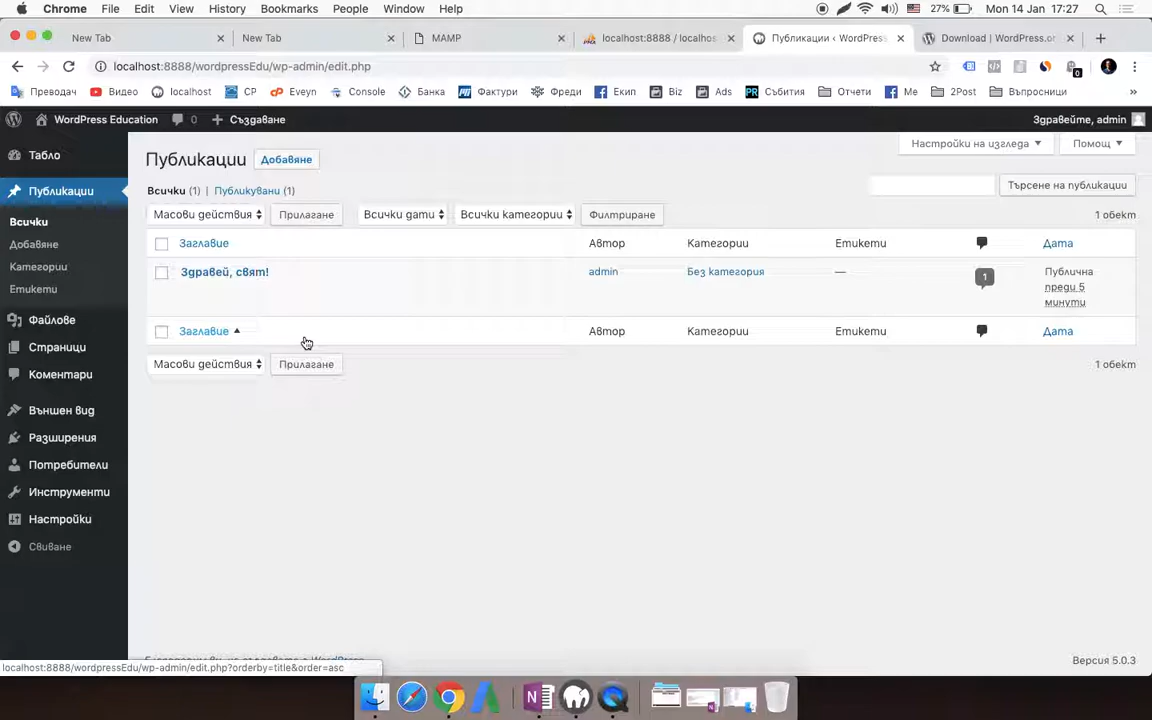 Chrome File Edit View History Bookmarks People Window Help 27% Mon 14 Jan 17:27
New Tab New Tab MAMP localhost:8888 / localhos Публикации ‹ WordPress Download | WordPress.or
localhost:8888/wordpressEdu/wp-admin/edit.php
Преводач Видео localhost CP Eveyn Console Банка Фактури Фреди Екип Biz Ads Събития Отчети Me 2Post Въпросници »
WordPress Education 0 + Създаване Здравейте, admin
Табло
Публикации
Всички
Добавяне
Категории
Етикети
Файлове
Страници
Коментари
Външен вид
Разширения
Потребители
Инструменти
Настройки
Свиване
Настройки на изгледа Помощ
Публикации Добавяне
Всички (1) | Публикувани (1)
Търсене на публикации
Масови действия Прилагане Всички дати Всички категории Филтриране 1 обект
Заглавие Автор Категории Етикети Дата
Здравей, свят! admin Без категория — 1 Публична
преди 5
минути
Заглавие Автор Категории Етикети Дата
Масови действия Прилагане 1 обект
Версия 5.0.3
localhost:8888/wordpressEdu/wp-admin/edit.php?orderby=title&order=asc